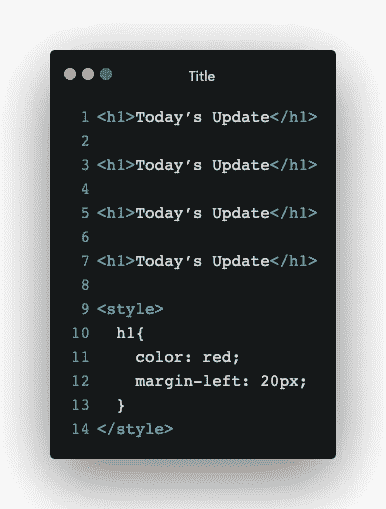 Title
1 <h1>Today’s Update</h1>
2
3 <h1>Today’s Update</h1>
4
5 <h1>Today’s Update</h1>
6
7 <h1>Today’s Update</h1>
8
9 <style>
10   h1{
11     color: red;
12     margin-left: 20px;
13   }
14 </style>